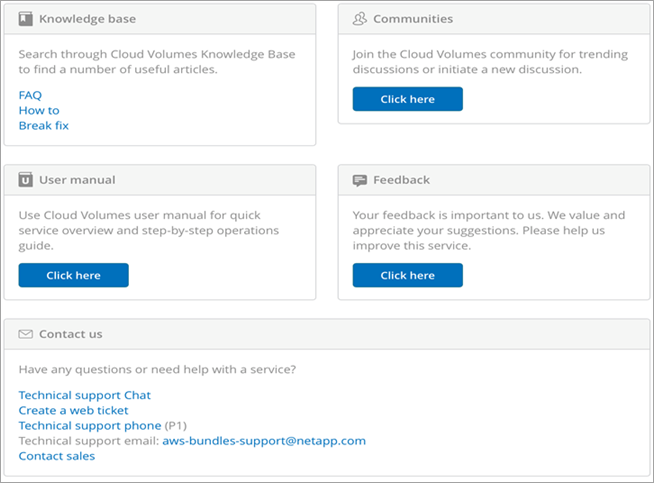 Knowledge base
Search through Cloud Volumes Knowledge Base
to find a number of useful articles.
FAQ
How to
Break fix
Communities
Join the Cloud Volumes community for trending
discussions or initiate a new discussion.
Click here
User manual
Use Cloud Volumes user manual for quick
service overview and step-by-step operations
guide.
Click here
Feedback
Your feedback is important to us. We value and
appreciate your suggestions. Please help us
improve this service.
Click here
Contact us
Have any questions or need help with a service?
Technical support Chat
Create a web ticket
Technical support phone (P1)
Technical support email: aws-bundles-support@netapp.com
Contact sales